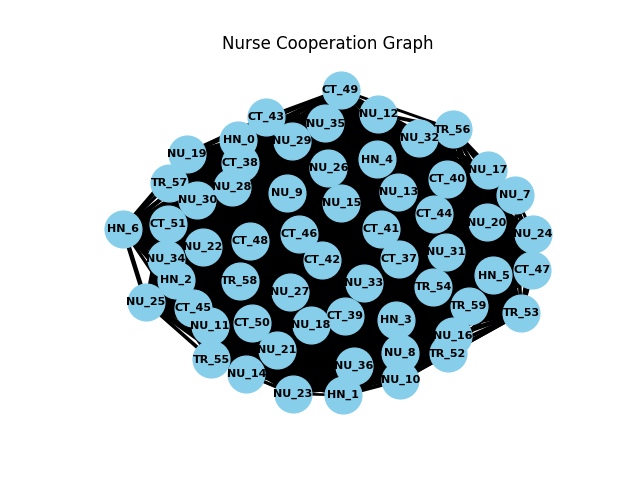 Nurse Cooperation Graph
CT_49
CT_43
NU_12
NU_35
TR_56
HN_0
NU_29
NU_32
NU_19
CT_38
HN_4
NU_26
NU_17
TR_57
CT_40
NU_28
NU_9
NU_13
NU_7
NU_30
NU_15
CT_44
CT_51
NU_20
HN_6
CT_46
CT_41
NU_24
CT_48
NU_22
NU_31
NU_34
CT_42
CT_37
CT_47
HN_5
HN_2
TR_58
NU_33
TR_54
NU_27
NU_25
CT_45
TR_59
TR_53
CT_39
HN_3
NU_11
CT_50
NU_18
NU_16
NU_21
NU_8
TR_52
TR_55
NU_36
NU_14
NU_10
NU_23
HN_1